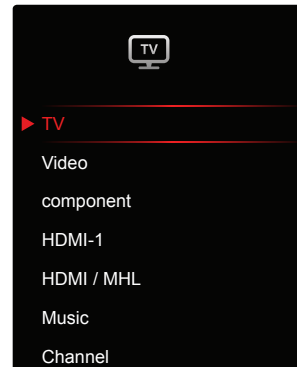 TV
TV
Video
component
HDMI-1
HDMI / MHL
Music
Channel